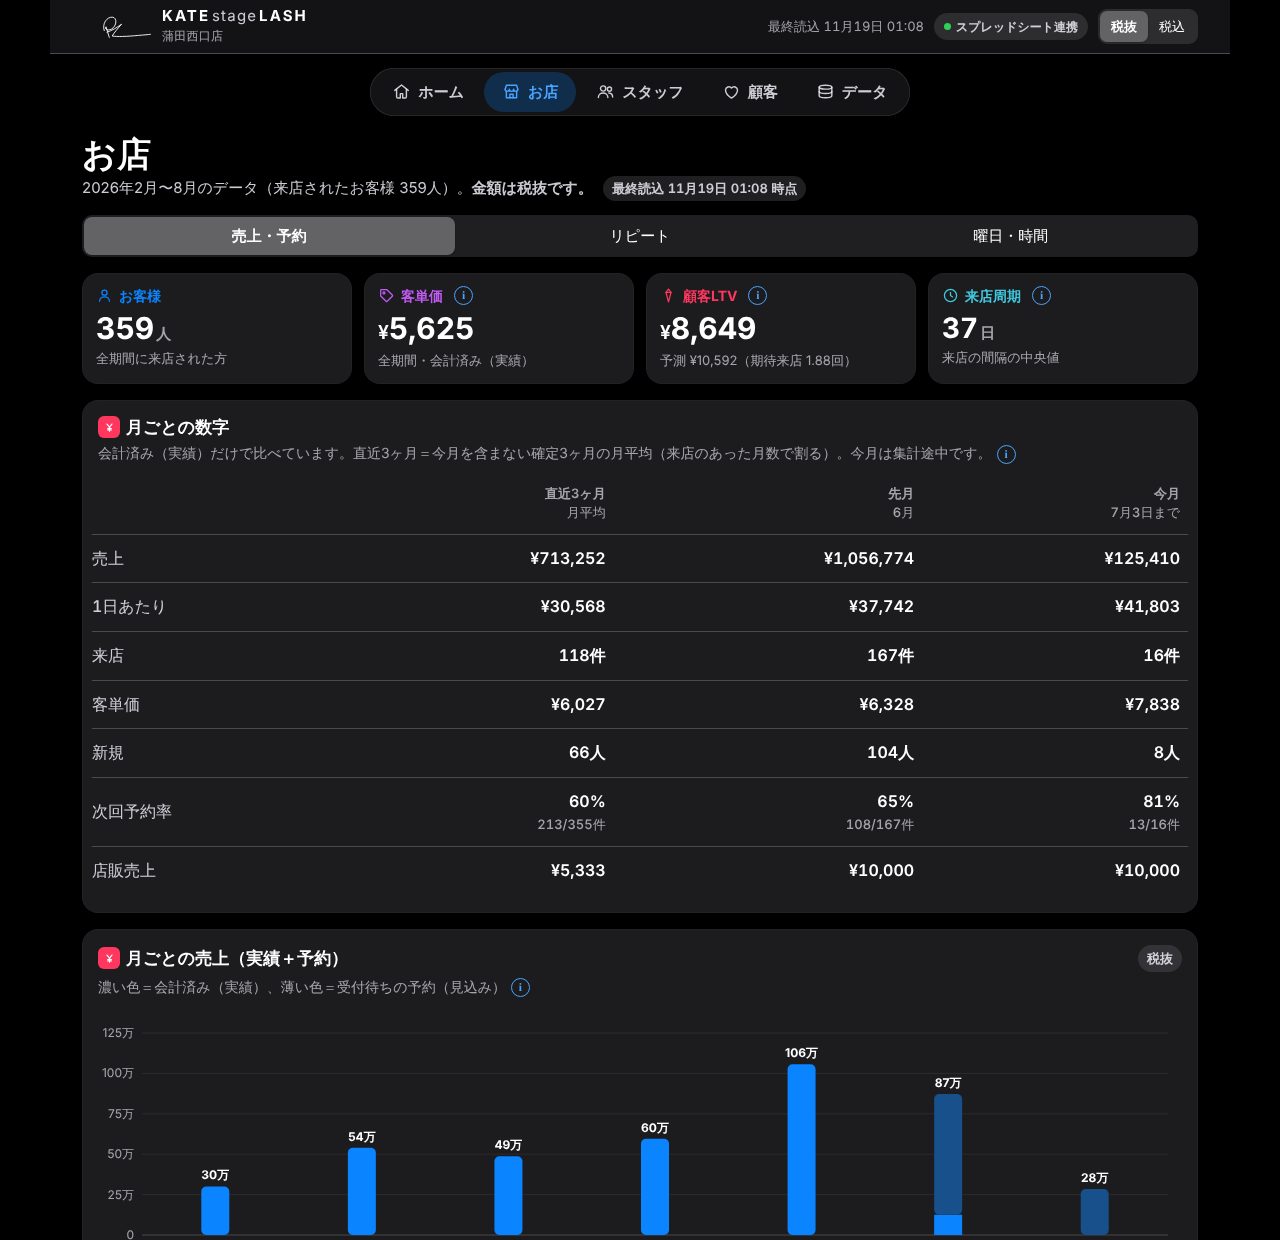 KATE stage LASH
蒲田西口店
最終読込 11月19日 01:08
スプレッドシート連携
税抜
税込
ホーム
お店
スタッフ
顧客
データ
お店
2026年2月〜8月のデータ（来店されたお客様 359人）。金額は税抜です。
最終読込 11月19日 01:08 時点
売上・予約
リピート
曜日・時間
お客様
359人
全期間に来店された方
客単価 i
¥5,625
全期間・会計済み（実績）
顧客LTV i
¥8,649
予測 ¥10,592（期待来店 1.88回）
来店周期 i
37日
来店の間隔の中央値
¥ 月ごとの数字
会計済み（実績）だけで比べています。直近3ヶ月＝今月を含まない確定3ヶ月の月平均（来店のあった月数で割る）。今月は集計途中です。 i
直近3ヶ月 先月 今月
月平均 6月 7月3日まで
売上 ¥713,252 ¥1,056,774 ¥125,410
1日あたり ¥30,568 ¥37,742 ¥41,803
来店 118件 167件 16件
客単価 ¥6,027 ¥6,328 ¥7,838
新規 66人 104人 8人
次回予約率 60% 65% 81%
213/355件 108/167件 13/16件
店販売上 ¥5,333 ¥10,000 ¥10,000
¥ 月ごとの売上（実績＋予約）
税抜
濃い色＝会計済み（実績）、薄い色＝受付待ちの予約（見込み） i
125万
100万
75万
50万
25万
0
30万
54万
49万
60万
106万
87万
28万